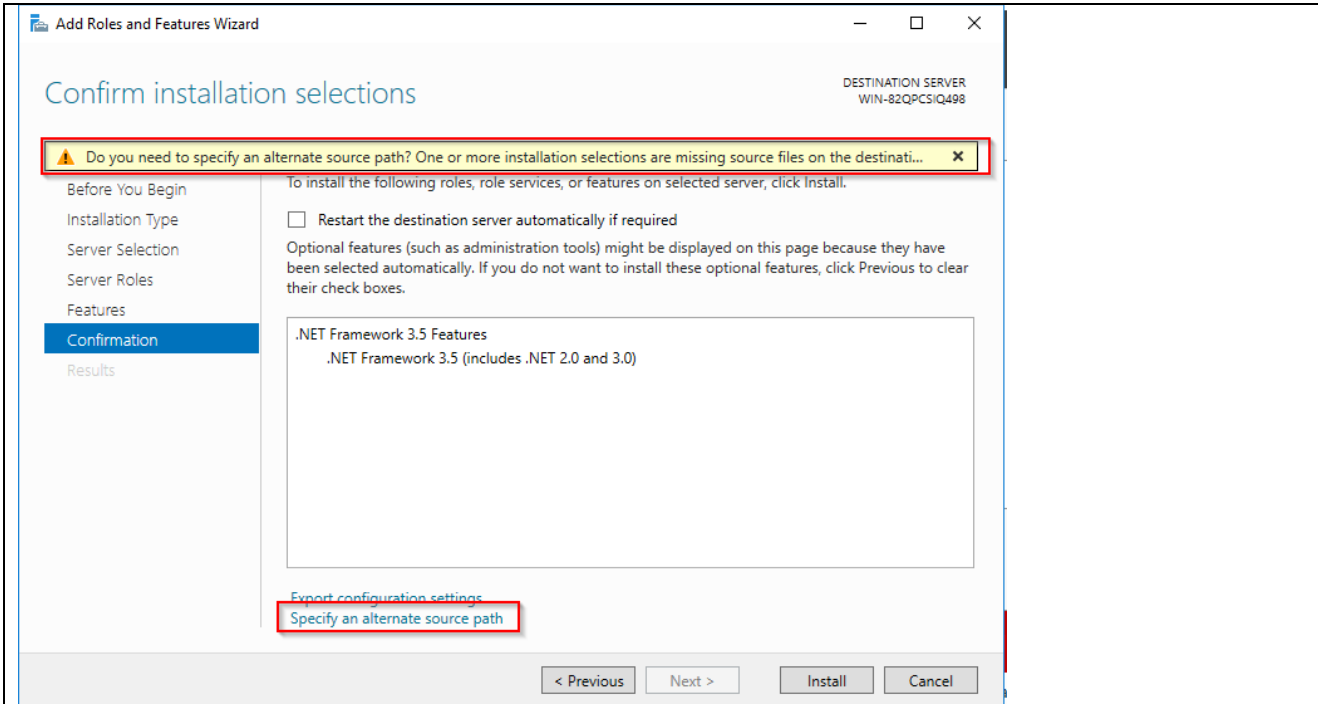 Add Roles and Features Wizard
Confirm installation selections
DESTINATION SERVER
WIN-82QPCSIQ498
Do you need to specify an alternate source path? One or more installation selections are missing source files on the destinati...
Before You Begin
Installation Type
Server Selection
Server Roles
Features
Confirmation
Results
To install the following roles, role services, or features on selected server, click Install.
Restart the destination server automatically if required
Optional features (such as administration tools) might be displayed on this page because they have
been selected automatically. If you do not want to install these optional features, click Previous to clear
their check boxes.
.NET Framework 3.5 Features
.NET Framework 3.5 (includes .NET 2.0 and 3.0)
Export configuration settings
Specify an alternate source path
< Previous
Next >
Install
Cancel